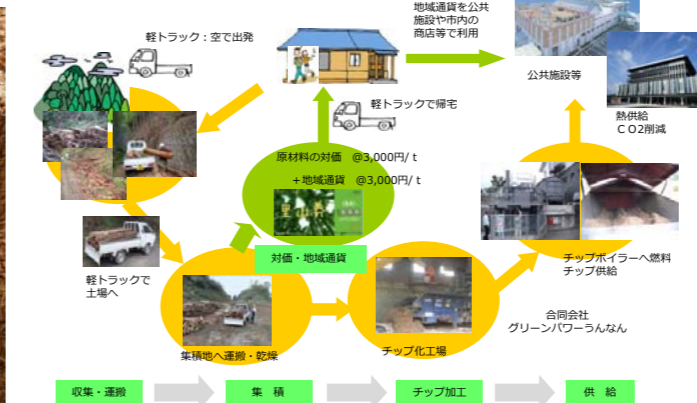 地域通貨を公共
施設や市内の
商店等で利用
軽トラック：空で出発
公共施設等
熱供給
ＣＯ2削減
軽トラックで帰宅
原材料の対価　@3,000円/ｔ
＋地域通貨　@3,000円/ｔ
里山券
対価・地域通貨
軽トラックで
土場へ
集積地へ運搬・乾燥
チップ化工場
チップボイラーへ燃料
チップ供給
合同会社
グリーンパワーうんなん
収集・運搬
集　積
チップ加工
供　給